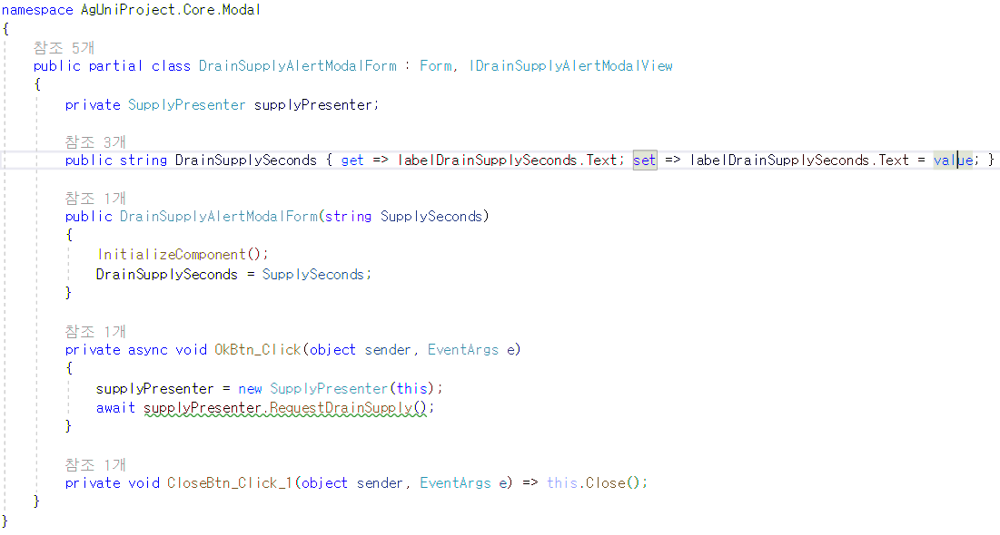 namespace AgUniProject.Core.Modal
{
참조 5개
public partial class DrainSupplyAlertModalForm : Form, IDrainSupplyAlertModalView
{
private SupplyPresenter supplyPresenter;
참조 3개
public string DrainSupplySeconds { get => labelDrainSupplySeconds.Text; set => labelDrainSupplySeconds.Text = value; }
참조 1개
public DrainSupplyAlertModalForm(string SupplySeconds)
{
InitializeComponent();
DrainSupplySeconds = SupplySeconds;
}
참조 1개
private async void OkBtn_Click(object sender, EventArgs e)
{
supplyPresenter = new SupplyPresenter(this);
await supplyPresenter.RequestDrainSupply();
}
참조 1개
private void CloseBtn_Click_1(object sender, EventArgs e) => this.Close();
}
}